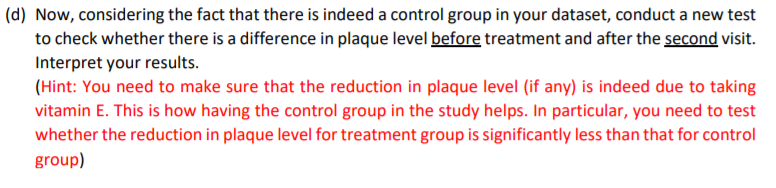 (d) Now, considering the fact that there is indeed a control group in your dataset, conduct a new test
to check whether there is a difference in plaque level before treatment and after the second visit.
Interpret your results.
(Hint: You need to make sure that the reduction in plaque level (if any) is indeed due to taking
vitamin E. This is how having the control group in the study helps. In particular, you need to test
whether the reduction in plaque level for treatment group is significantly less than that for control
group)